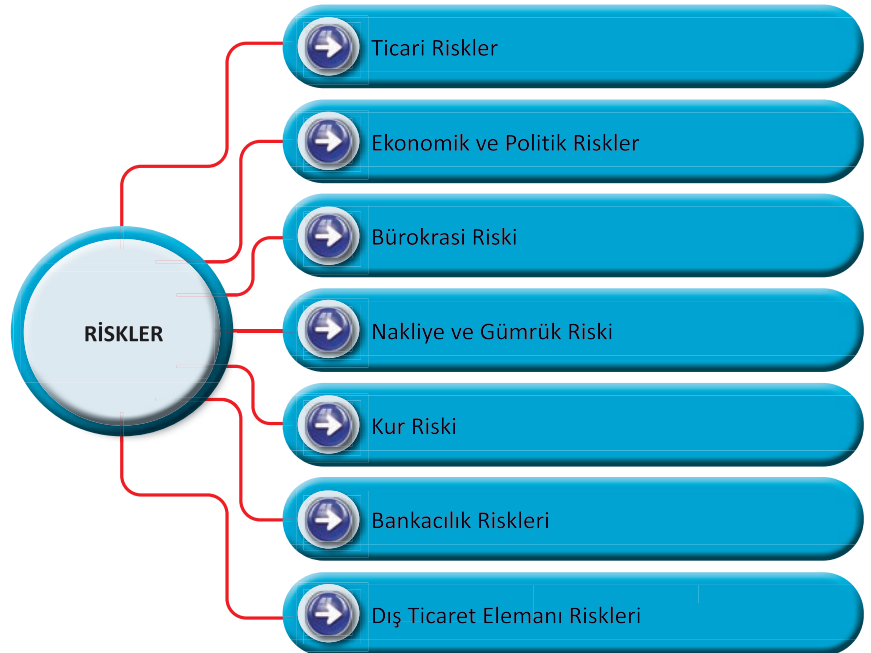 Ticari Riskler
Ekonomik ve Politik Riskler
Bürokrasi Riski
RİSKLER
Nakliye ve Gümrük Riski
Kur Riski
Bankacılık Riskleri
Dış Ticaret Elemanı Riskleri